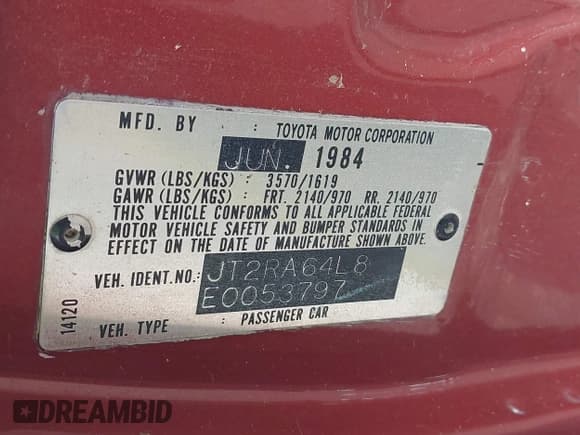 MFD. BY : TOYOTA MOTOR CORPORATION
JUN. 1984
GVWR (LBS/KGS) : 3570/1619
GAWR (LBS/KGS) : FRT. 2140/970 RR. 2140/970
THIS VEHICLE CONFORMS TO ALL APPLICABLE FEDERAL
MOTOR VEHICLE SAFETY AND BUMPER STANDARDS IN
EFFECT ON THE DATE OF MANUFACTURE SHOWN ABOVE.
VEH. IDENT.NO.: JT2RA64L8
E0053797
VEH. TYPE : PASSENGER CAR
14120
DREAMBID